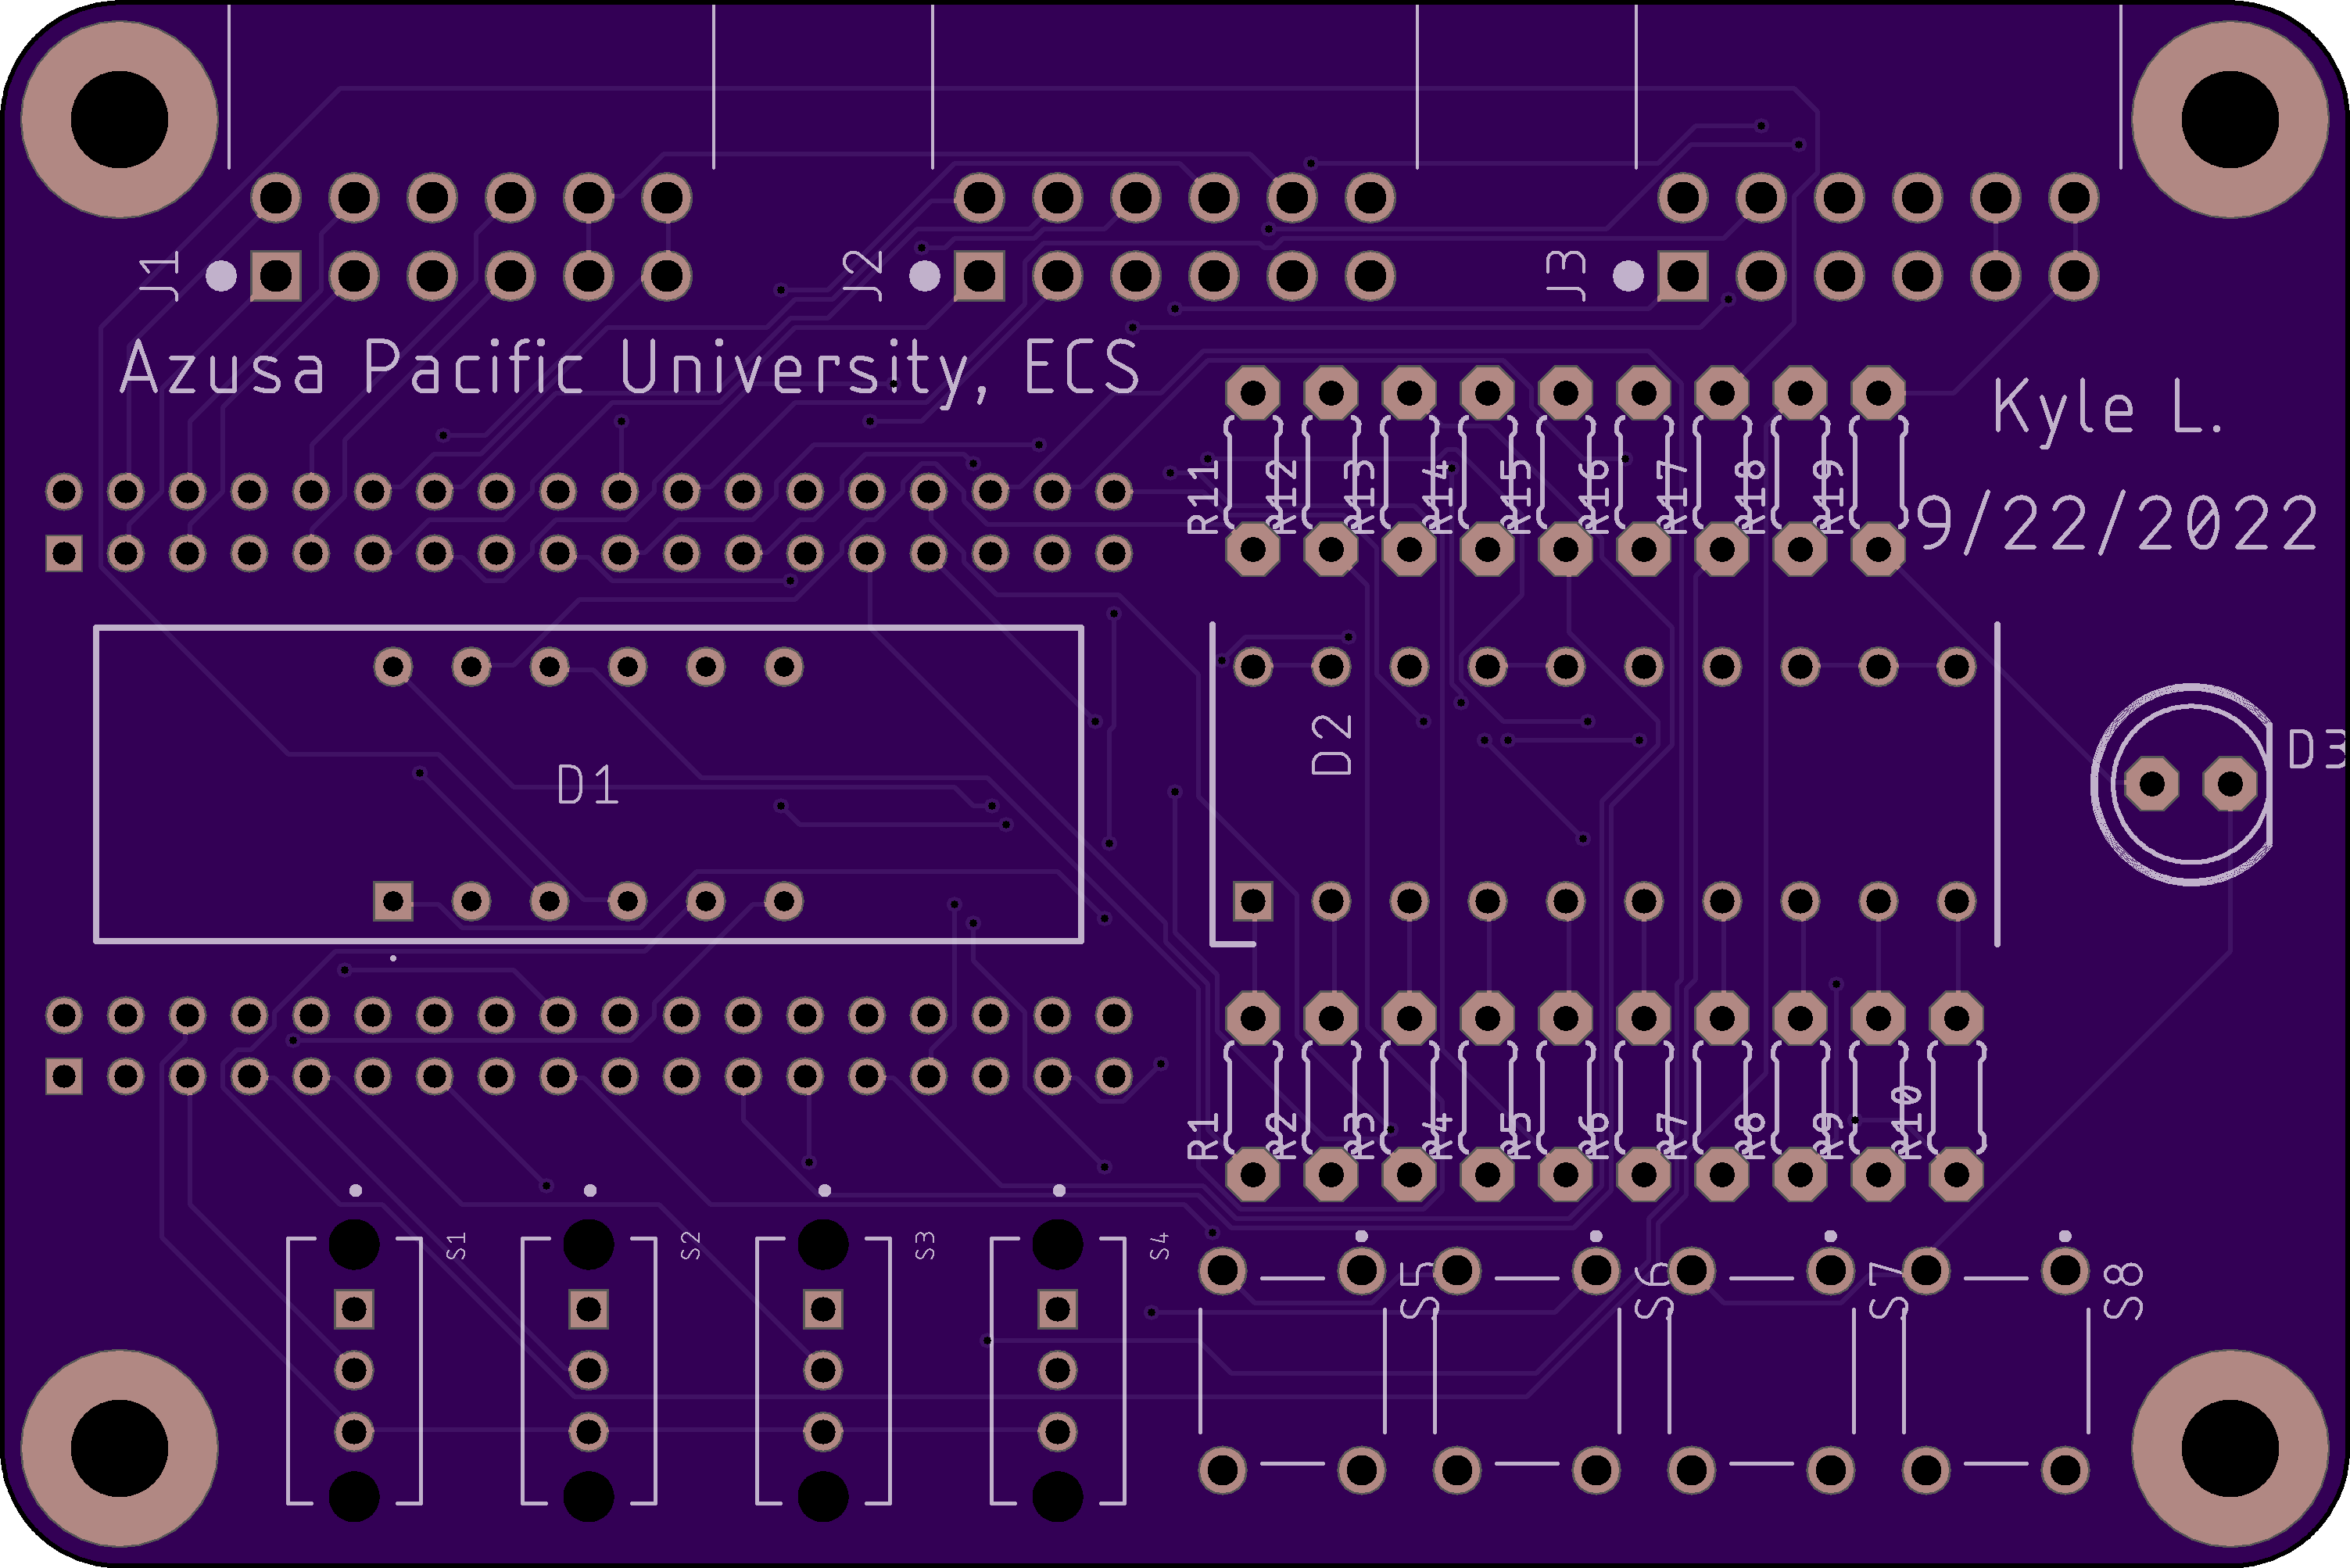 J1
J2
J3
Azusa Pacific University, ECS
Kyle L.
R11
R12
R13
R14
R15
R16
R17
R18
R19
9/22/2022
D2
D1
D3
R1
R2
R3
R4
R5
R6
R7
R8
R9
R10
S1
S2
S3
S4
S5
S6
S7
S8